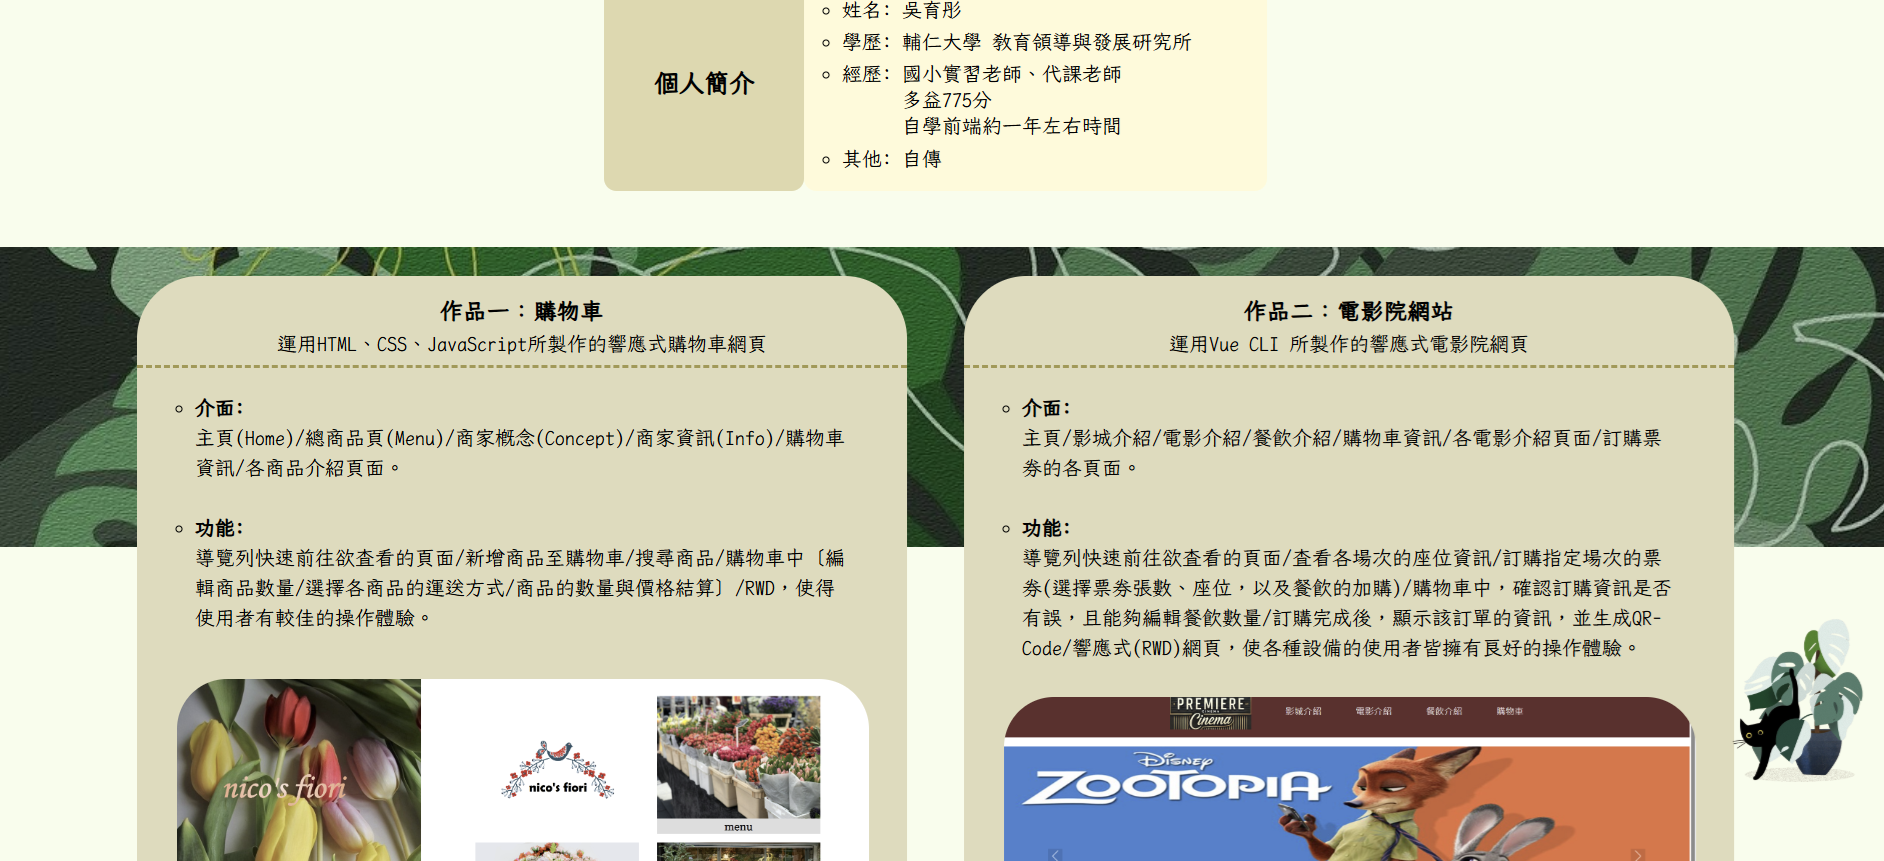 個人簡介
姓名：吳育彤
學歷：輔仁大學 教育領導與發展研究所
經歷：國小實習老師、代課老師
多益775分
自學前端約一年左右時間
其他：自傳
作品一：購物車
運用HTML、CSS、JavaScript所製作的響應式購物車網頁
介面：
主頁(Home)/總商品頁(Menu)/商家概念(Concept)/商家資訊(Info)/購物車
資訊/各商品介紹頁面。
功能：
導覽列快速前往欲查看的頁面/新增商品至購物車/搜尋商品/購物車中〔編
輯商品數量/選擇各商品的運送方式/商品的數量與價格結算〕/RWD，使得
使用者有較佳的操作體驗。
nico's fiori
nico's fiori
menu
作品二：電影院網站
運用Vue CLI 所製作的響應式電影院網頁
介面：
主頁/影城介紹/電影介紹/餐飲介紹/購物車資訊/各電影介紹頁面/訂購票
券的各頁面。
功能：
導覽列快速前往欲查看的頁面/查看各場次的座位資訊/訂購指定場次的票
券(選擇票券張數、座位，以及餐飲的加購)/購物車中，確認訂購資訊是否
有誤，且能夠編輯餐飲數量/訂購完成後，顯示該訂單的資訊，並生成QR-
Code/響應式(RWD)網頁，使各種設備的使用者皆擁有良好的操作體驗。
PREMIERE
CINEMA
Cinema
影城介紹 電影介紹 餐飲介紹 購物車
Disney
ZOOTOPIA